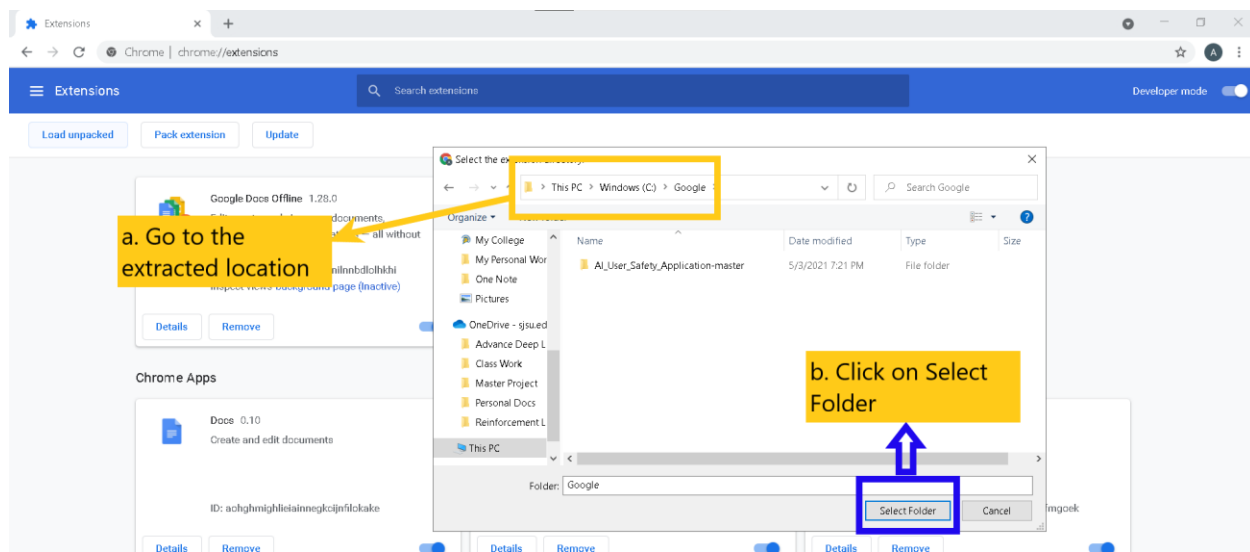 Extensions
Chrome | chrome://extensions
A
Extensions
Search extensions
Developer mode
Load unpacked Pack extension Update
Select the extension directory.
This PC > Windows (C:) > Google >
Search Google
Organize
Google Docs Offline 1.28.0
documents,
all without
nilnnbdlolhkhi
background page (Inactive)
Details Remove
a. Go to the
extracted location
My College
My Personal Wor
One Note
Pictures
OneDrive - sjsu.ed
Advance Deep L
Class Work
Master Project
Personal Docs
Reinforcement L
This PC
Name Date modified Type Size
AI_User_Safety_Application-master 5/3/2021 7:21 PM File folder
b. Click on Select
Folder
Folder: Google
Select Folder Cancel
Chrome Apps
Docs 0.10
Create and edit documents
ID: aohghmighlieiainnegkcijnfilokake
mgoek
Details Remove
Details Remove
Details Remove